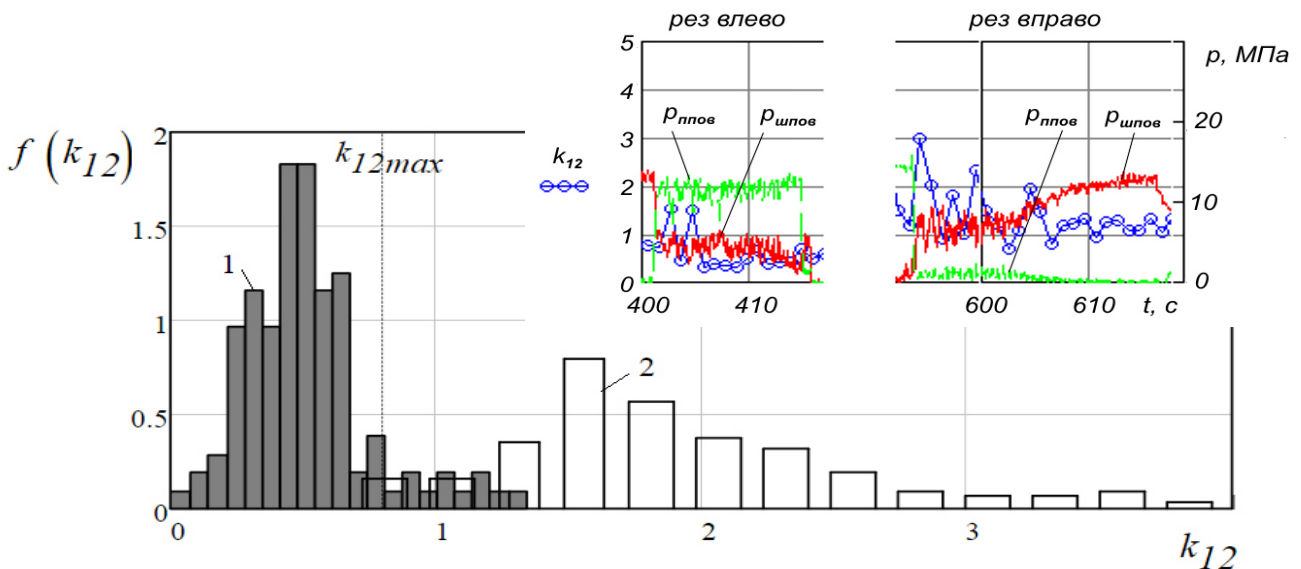 рез влево рез вправо
5
4
3
2
1
0
400 410
k12
pппов pшпов
p, МПа
20
10
0
600 610 t, c
pппов pшпов
f (k12)
2
1.5
1
0.5
0
k12max
1
2
0 1 2 3
k12